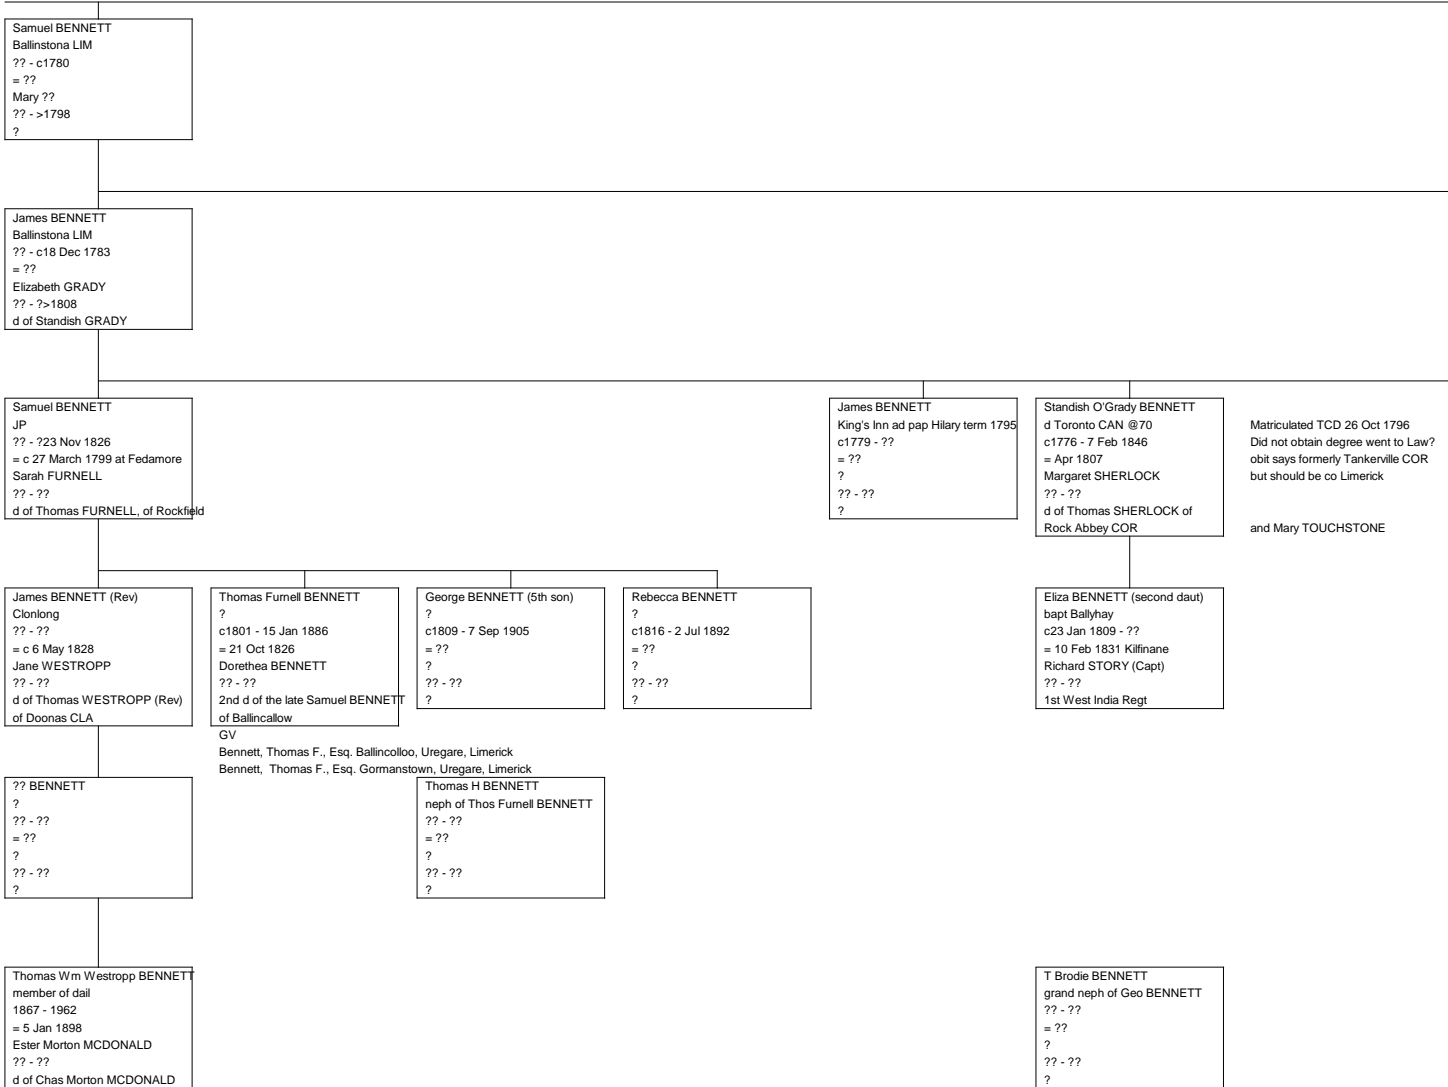 Samuel BENNETT
Ballinstona LIM
?? - c1780
= ??
Mary ??
?? - >1798
?
James BENNETT
Ballinstona LIM
?? - c18 Dec 1783
= ??
Elizabeth GRADY
?? - ?>1808
d of Standish GRADY
Samuel BENNETT
JP
?? - ?23 Nov 1826
= c 27 March 1799 at Fedamore
Sarah FURNELL
?? - ??
d of Thomas FURNELL, of Rockfield
James BENNETT
King's Inn ad pap Hilary term 1795
c1779 - ??
= ??
?
?? - ??
?
Standish O'Grady BENNETT
d Toronto CAN @70
c1776 - 7 Feb 1846
= Apr 1807
Margaret SHERLOCK
?? - ??
d of Thomas SHERLOCK of
Rock Abbey COR
Matriculated TCD 26 Oct 1796
Did not obtain degree went to Law?
obit says formerly Tankerville COR
but should be co Limerick
and Mary TOUCHSTONE
James BENNETT (Rev)
Clonlong
?? - ??
= c 6 May 1828
Jane WESTROPP
?? - ??
d of Thomas WESTROPP (Rev)
of Doonas CLA
Thomas Furnell BENNETT
?
c1801 - 15 Jan 1886
= 21 Oct 1826
Dorethea BENNETT
?? - ??
2nd d of the late Samuel BENNETT
of Ballincallow
GV
Bennett, Thomas F., Esq. Ballincolloo, Uregare, Limerick
Bennett,  Thomas F., Esq. Gormanstown, Uregare, Limerick
George BENNETT (5th son)
?
c1809 - 7 Sep 1905
= ??
?
?? - ??
?
Rebecca BENNETT
?
c1816 - 2 Jul 1892
= ??
?
?? - ??
?
Eliza BENNETT (second daut)
bapt Ballyhay
c23 Jan 1809 - ??
= 10 Feb 1831 Kilfinane
Richard STORY (Capt)
?? - ??
1st West India Regt
?? BENNETT
?
?? - ??
= ??
?
?? - ??
?
Thomas H BENNETT
neph of Thos Furnell BENNETT
?? - ??
= ??
?
?? - ??
?
Thomas Wm Westropp BENNETT
member of dail
1867 - 1962
= 5 Jan 1898
Ester Morton MCDONALD
?? - ??
d of Chas Morton MCDONALD
T Brodie BENNETT
grand neph of Geo BENNETT
?? - ??
= ??
?
?? - ??
?